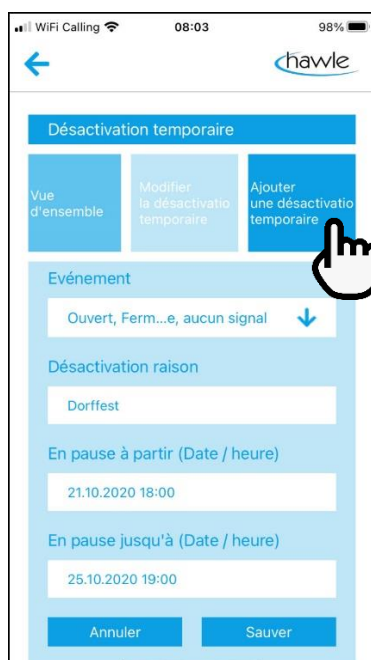 WiFi Calling 08:03 98%
hawle
Désactivation temporaire
Vue
d'ensemble
Modifier
la désactivatio
temporaire
Ajouter
une désactivatio
temporaire
Evénement
Ouvert, Ferm...e, aucun signal
Désactivation raison
Dorffest
En pause à partir (Date / heure)
21.10.2020 18:00
En pause jusqu'à (Date / heure)
25.10.2020 19:00
Annuler Sauver